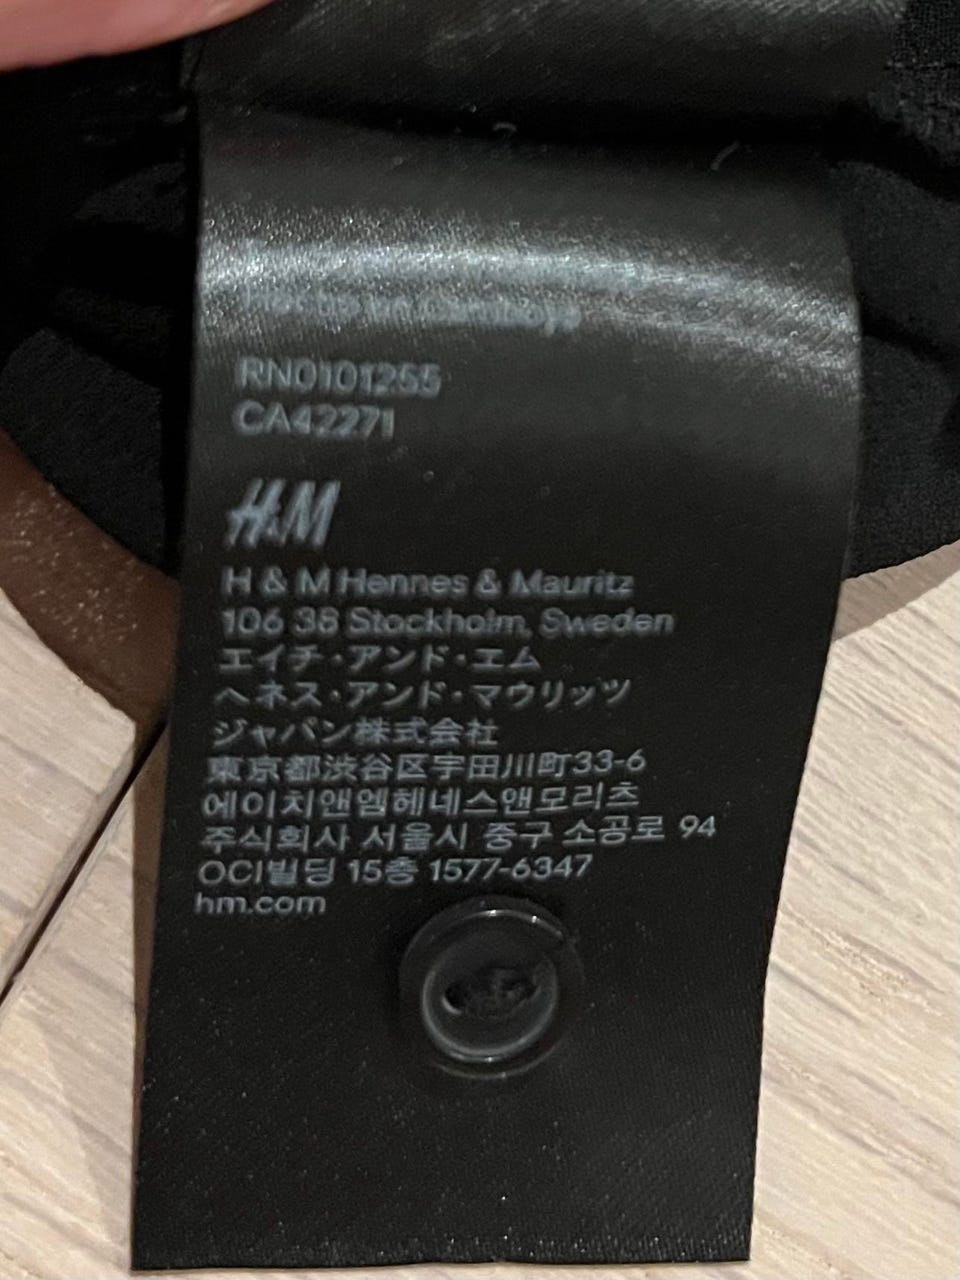 RN0101255
CA42271
H&M
H & M Hennes & Mauritz
106 38 Stockholm, Sweden
エイチ・アンド・エム
ヘネス・アンド・マウリッツ
ジャパン株式会社
東京都渋谷区宇田川町33-6
에이치앤엠헤네스앤모리츠
주식회사 서울시 중구 소공로 94
OCI빌딩 15층 1577-6347
hm.com